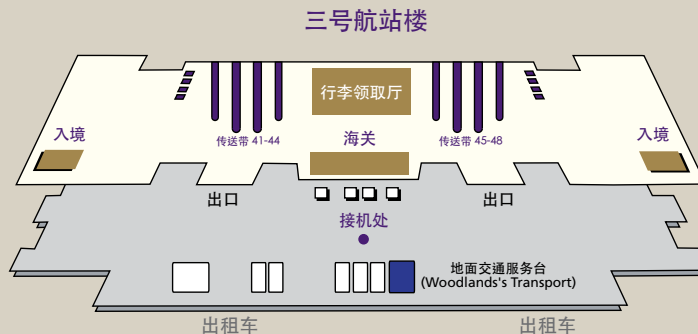 三号航站楼
行李领取厅
入境
传送带 41-44
海关
传送带 45-48
入境
出口
出口
接机处
地面交通服务台
(Woodlands's Transport)
出租车
出租车